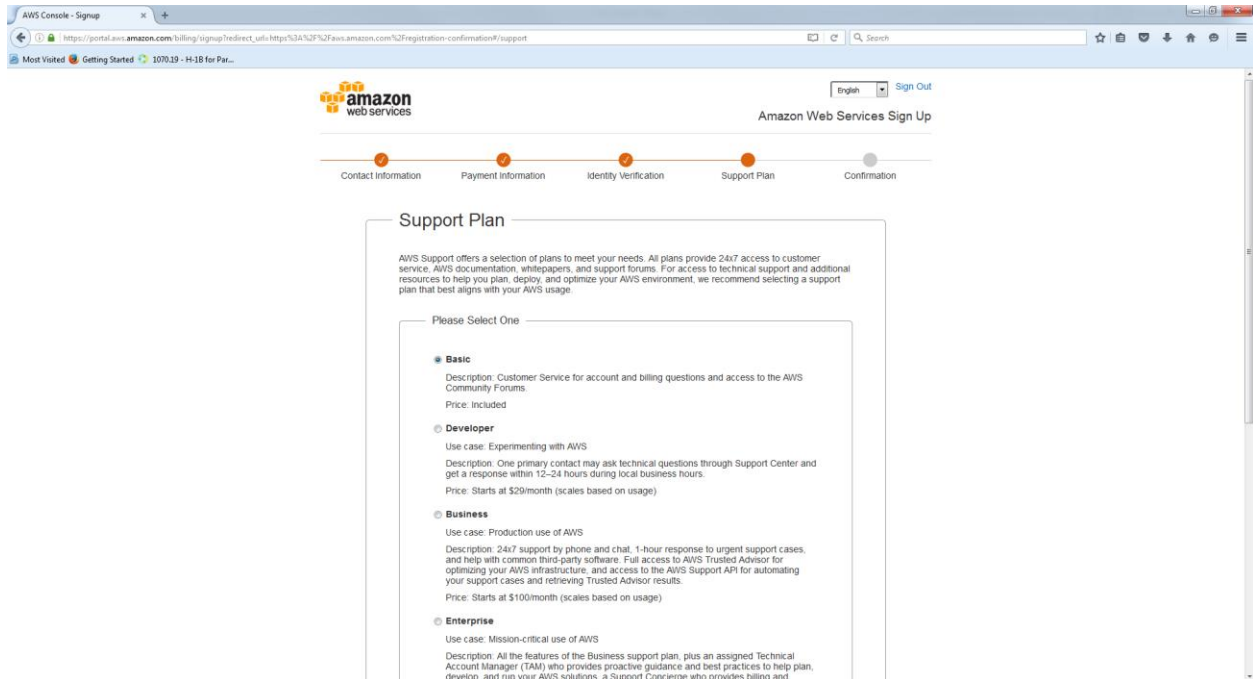 AWS Console - Signup
https://portal.aws.amazon.com/billing/signup?redirect_url=https%3A%2F%2Faws.amazon.com%2Fregistration-confirmation#/support
Search
Most Visited Getting Started 1070.19 - H-1B for Par...
amazon
web services
English Sign Out
Amazon Web Services Sign Up
Contact Information Payment Information Identity Verification Support Plan Confirmation
Support Plan
AWS Support offers a selection of plans to meet your needs. All plans provide 24x7 access to customer
service, AWS documentation, whitepapers, and support forums. For access to technical support and additional
resources to help you plan, deploy, and optimize your AWS environment, we recommend selecting a support
plan that best aligns with your AWS usage.
Please Select One
Basic
Description: Customer Service for account and billing questions and access to the AWS
Community Forums.
Price: Included
Developer
Use case: Experimenting with AWS
Description: One primary contact may ask technical questions through Support Center and
get a response within 12–24 hours during local business hours.
Price: Starts at $29/month (scales based on usage)
Business
Use case: Production use of AWS
Description: 24x7 support by phone and chat, 1-hour response to urgent support cases,
and help with common third-party software. Full access to AWS Trusted Advisor for
optimizing your AWS infrastructure, and access to the AWS Support API for automating
your support cases and retrieving Trusted Advisor results.
Price: Starts at $100/month (scales based on usage)
Enterprise
Use case: Mission-critical use of AWS
Description: All the features of the Business support plan, plus an assigned Technical
Account Manager (TAM) who provides proactive guidance and best practices to help plan,
develop, and run your AWS solutions, a Support Concierge who provides billing and